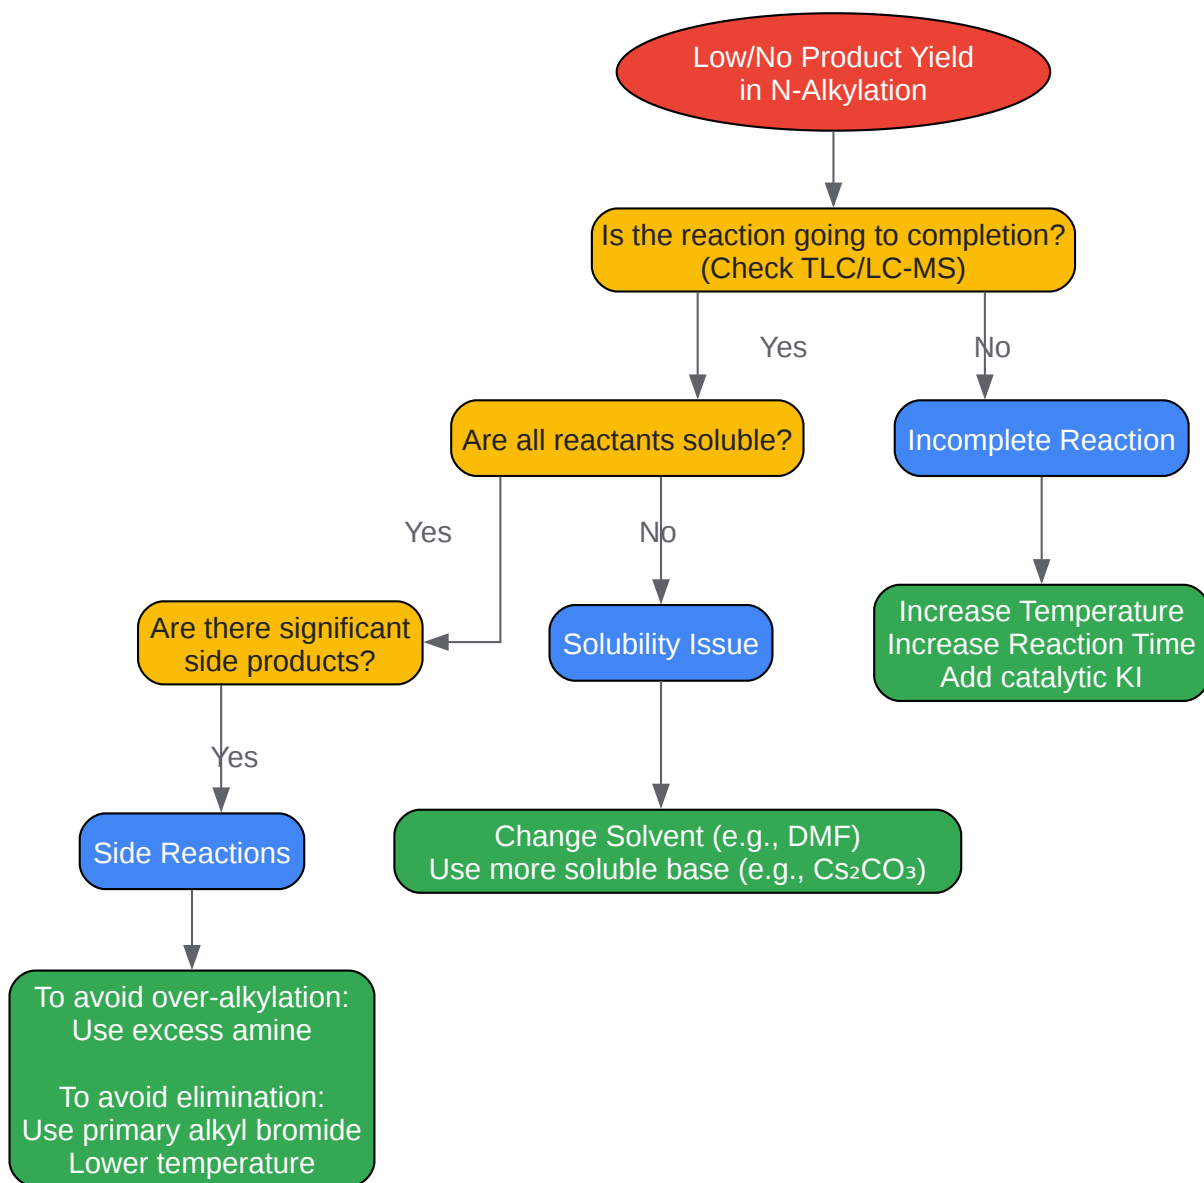 Low/No Product Yield
in N-Alkylation
Is the reaction going to completion?
(Check TLC/LC-MS)
Yes
No
Are all reactants soluble?
Incomplete Reaction
Yes
No
Increase Temperature
Increase Reaction Time
Add catalytic KI
Are there significant
side products?
Solubility Issue
Yes
Side Reactions
Change Solvent (e.g., DMF)
Use more soluble base (e.g., Cs₂CO₃)
To avoid over-alkylation:
Use excess amine
To avoid elimination:
Use primary alkyl bromide
Lower temperature